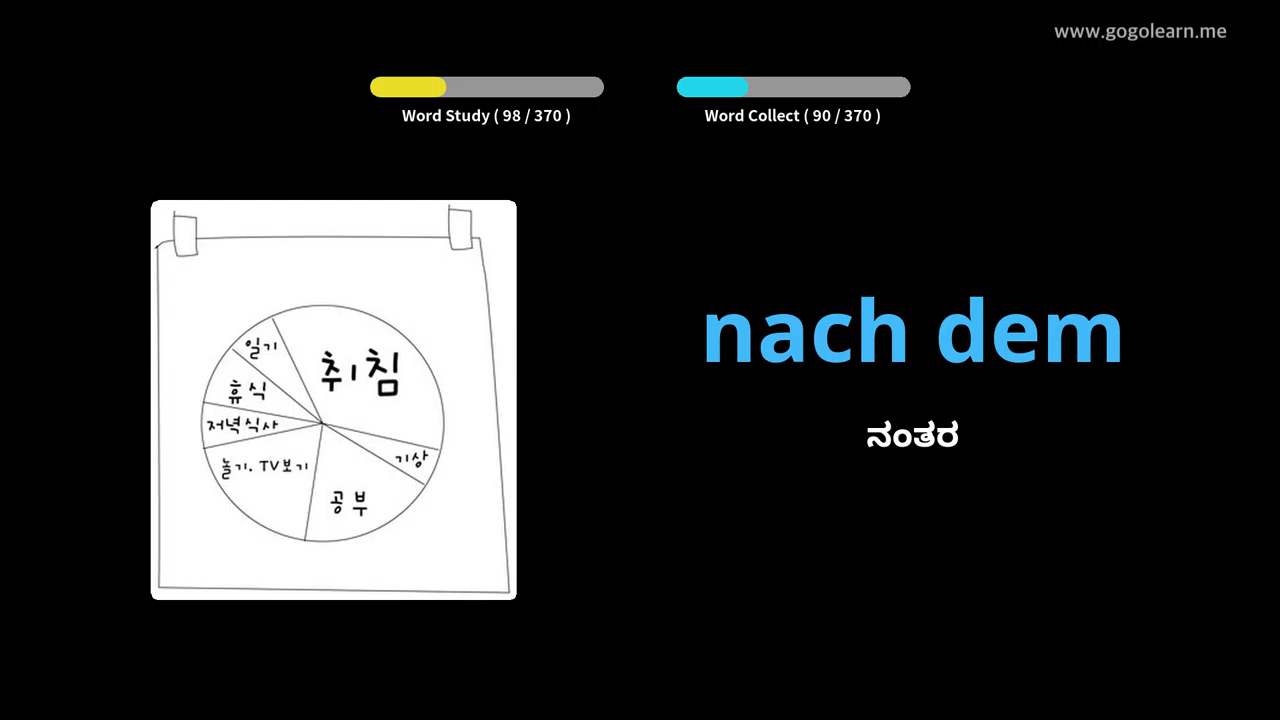 www.gogolearn.me
Word Study ( 98 / 370 )
Word Collect ( 90 / 370 )
일기
취침
휴식
저녁식사
기상
놀기. TV보기
공부
nach dem
ನಂತರ